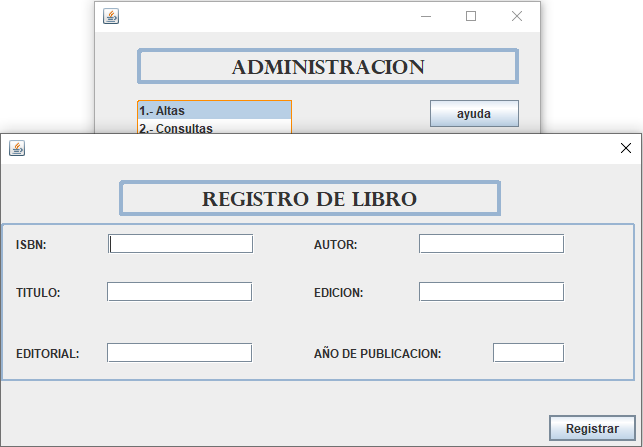 ADMINISTRACION
1.- Altas
ayuda
2.- Consultas
REGISTRO DE LIBRO
ISBN:
AUTOR:
TITULO:
EDICION:
EDITORIAL:
AÑO DE PUBLICACION:
Registrar